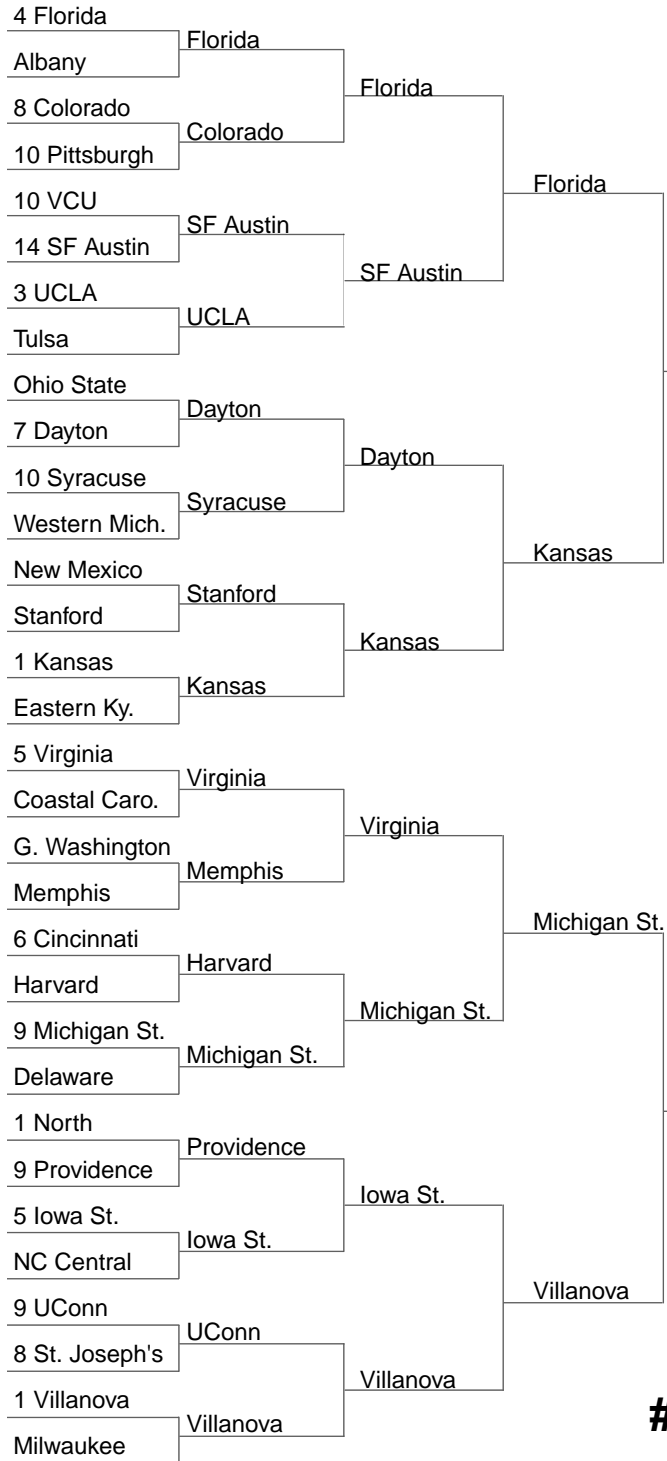 4 Florida
Florida
Albany
Florida
8 Colorado
Colorado
10 Pittsburgh
Florida
10 VCU
SF Austin
14 SF Austin
SF Austin
3 UCLA
UCLA
Tulsa
Ohio State
Dayton
7 Dayton
Dayton
10 Syracuse
Syracuse
Western Mich.
Kansas
New Mexico
Stanford
Stanford
Kansas
1 Kansas
Kansas
Eastern Ky.
5 Virginia
Virginia
Coastal Caro.
Virginia
G. Washington
Memphis
Memphis
Michigan St.
6 Cincinnati
Harvard
Harvard
Michigan St.
9 Michigan St.
Michigan St.
Delaware
1 North
Providence
9 Providence
Iowa St.
5 Iowa St.
Iowa St.
NC Central
Villanova
9 UConn
UConn
8 St. Joseph's
Villanova
1 Villanova
Villanova
#
Milwaukee